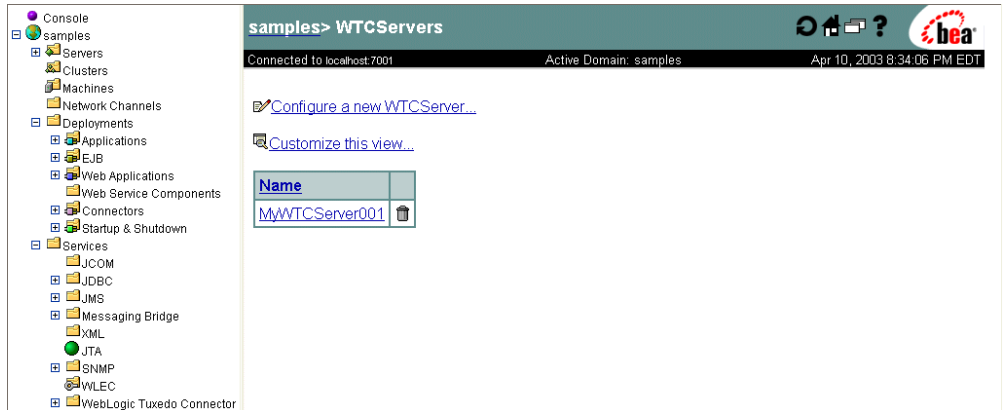 Console
samples
Servers
Clusters
Machines
Network Channels
Deployments
Applications
EJB
Web Applications
Web Service Components
Connectors
Startup & Shutdown
Services
JCOM
JDBC
JMS
Messaging Bridge
XML
JTA
SNMP
WLEC
WebLogic Tuxedo Connector
samples> WTCServers
?
bea
Connected to localhost:7001 Active Domain: samples Apr 10, 2003 8:34:06 PM EDT
Configure a new WTCServer...
Customize this view...
Name
MyWTCServer001